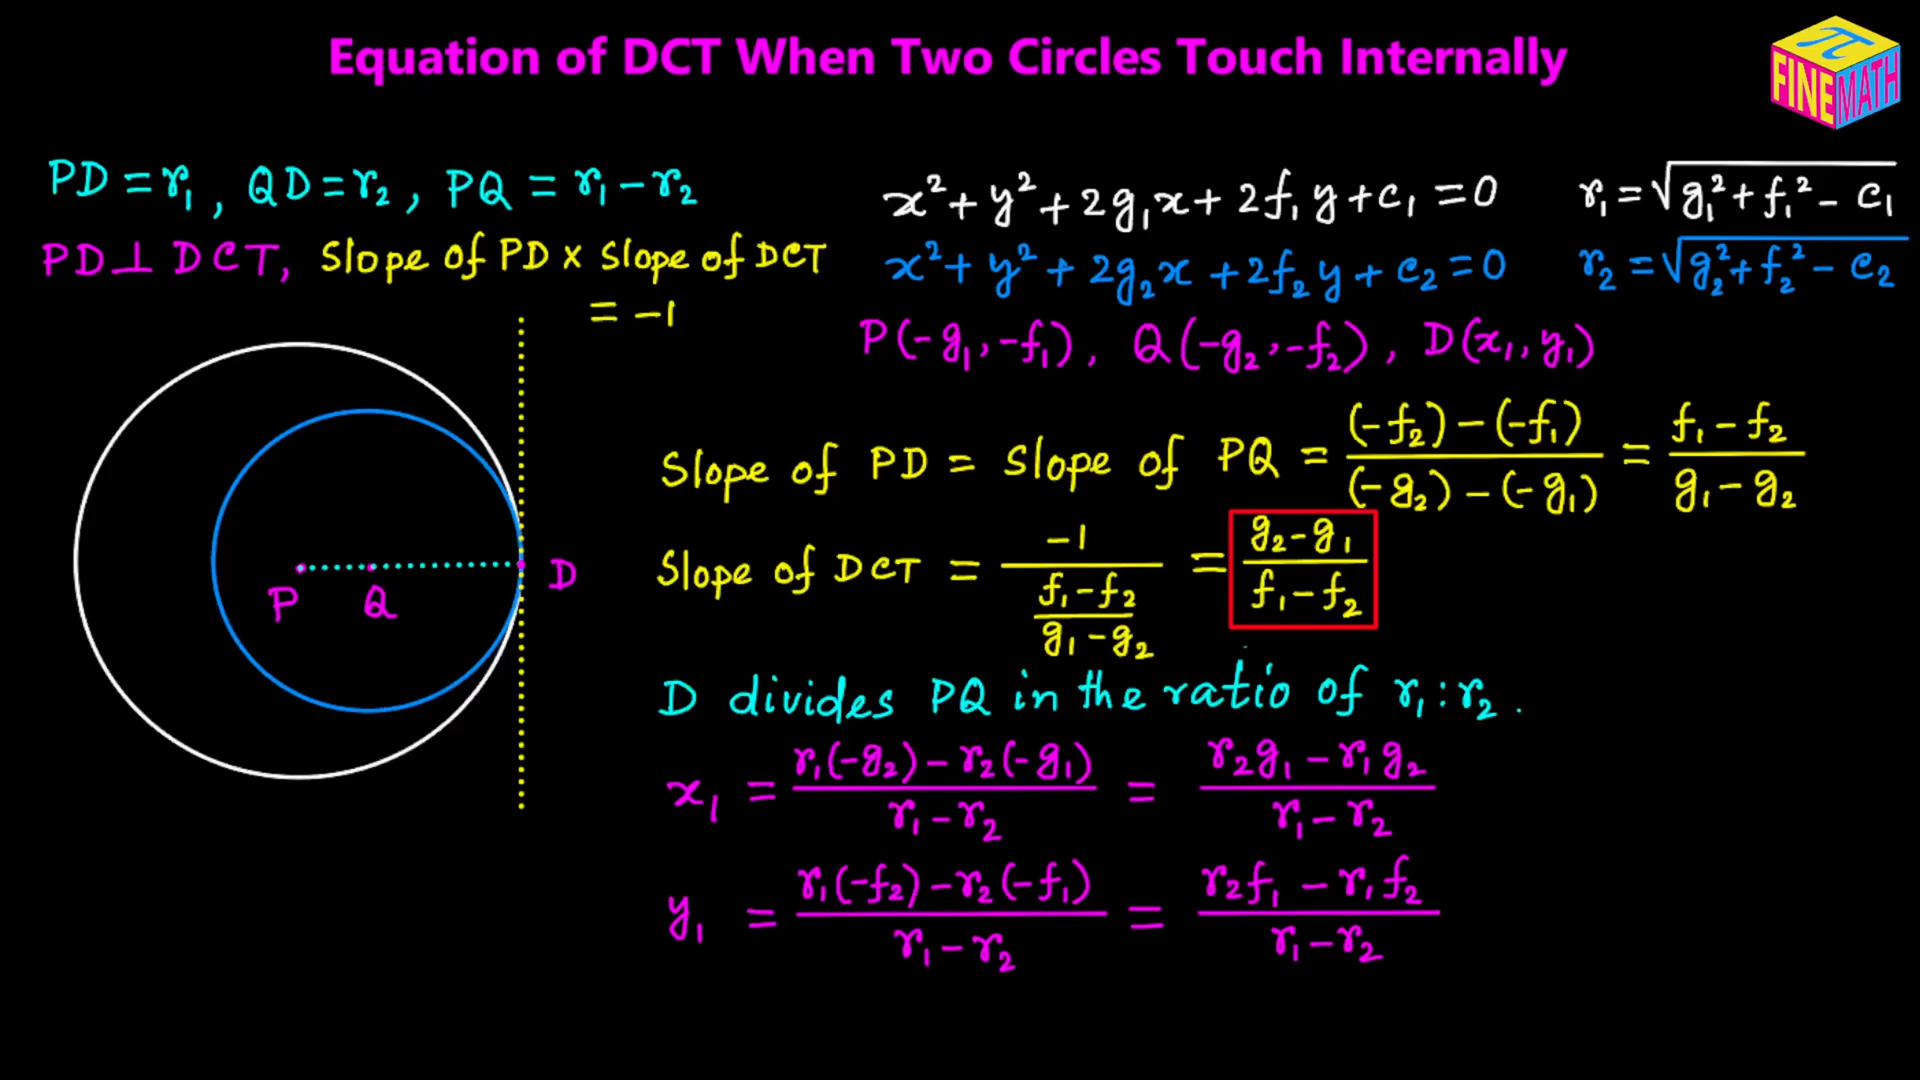 Equation of DCT When Two Circles Touch Internally
π
FINE MATH
PD = r₁, QD = r₂, PQ = r₁ - r₂
PD ⊥ DCT, Slope of PD × Slope of DCT
= -1
x² + y² + 2g₁x + 2f₁y + c₁ = 0 r₁ = √(g₁² + f₁² - c₁)
x² + y² + 2g₂x + 2f₂y + c₂ = 0 r₂ = √(g₂² + f₂² - c₂)
P(-g₁, -f₁), Q(-g₂, -f₂), D(x₁, y₁)
Slope of PD = Slope of PQ = ((-f₂) - (-f₁))/((-g₂) - (-g₁)) = (f₁ - f₂)/(g₁ - g₂)
Slope of DCT = -1/((f₁ - f₂)/(g₁ - g₂)) = (g₂ - g₁)/(f₁ - f₂)
P Q D
D divides PQ in the ratio of r₁ : r₂.
x₁ = (r₁(-g₂) - r₂(-g₁))/(r₁ - r₂) = (r₂g₁ - r₁g₂)/(r₁ - r₂)
y₁ = (r₁(-f₂) - r₂(-f₁))/(r₁ - r₂) = (r₂f₁ - r₁f₂)/(r₁ - r₂)